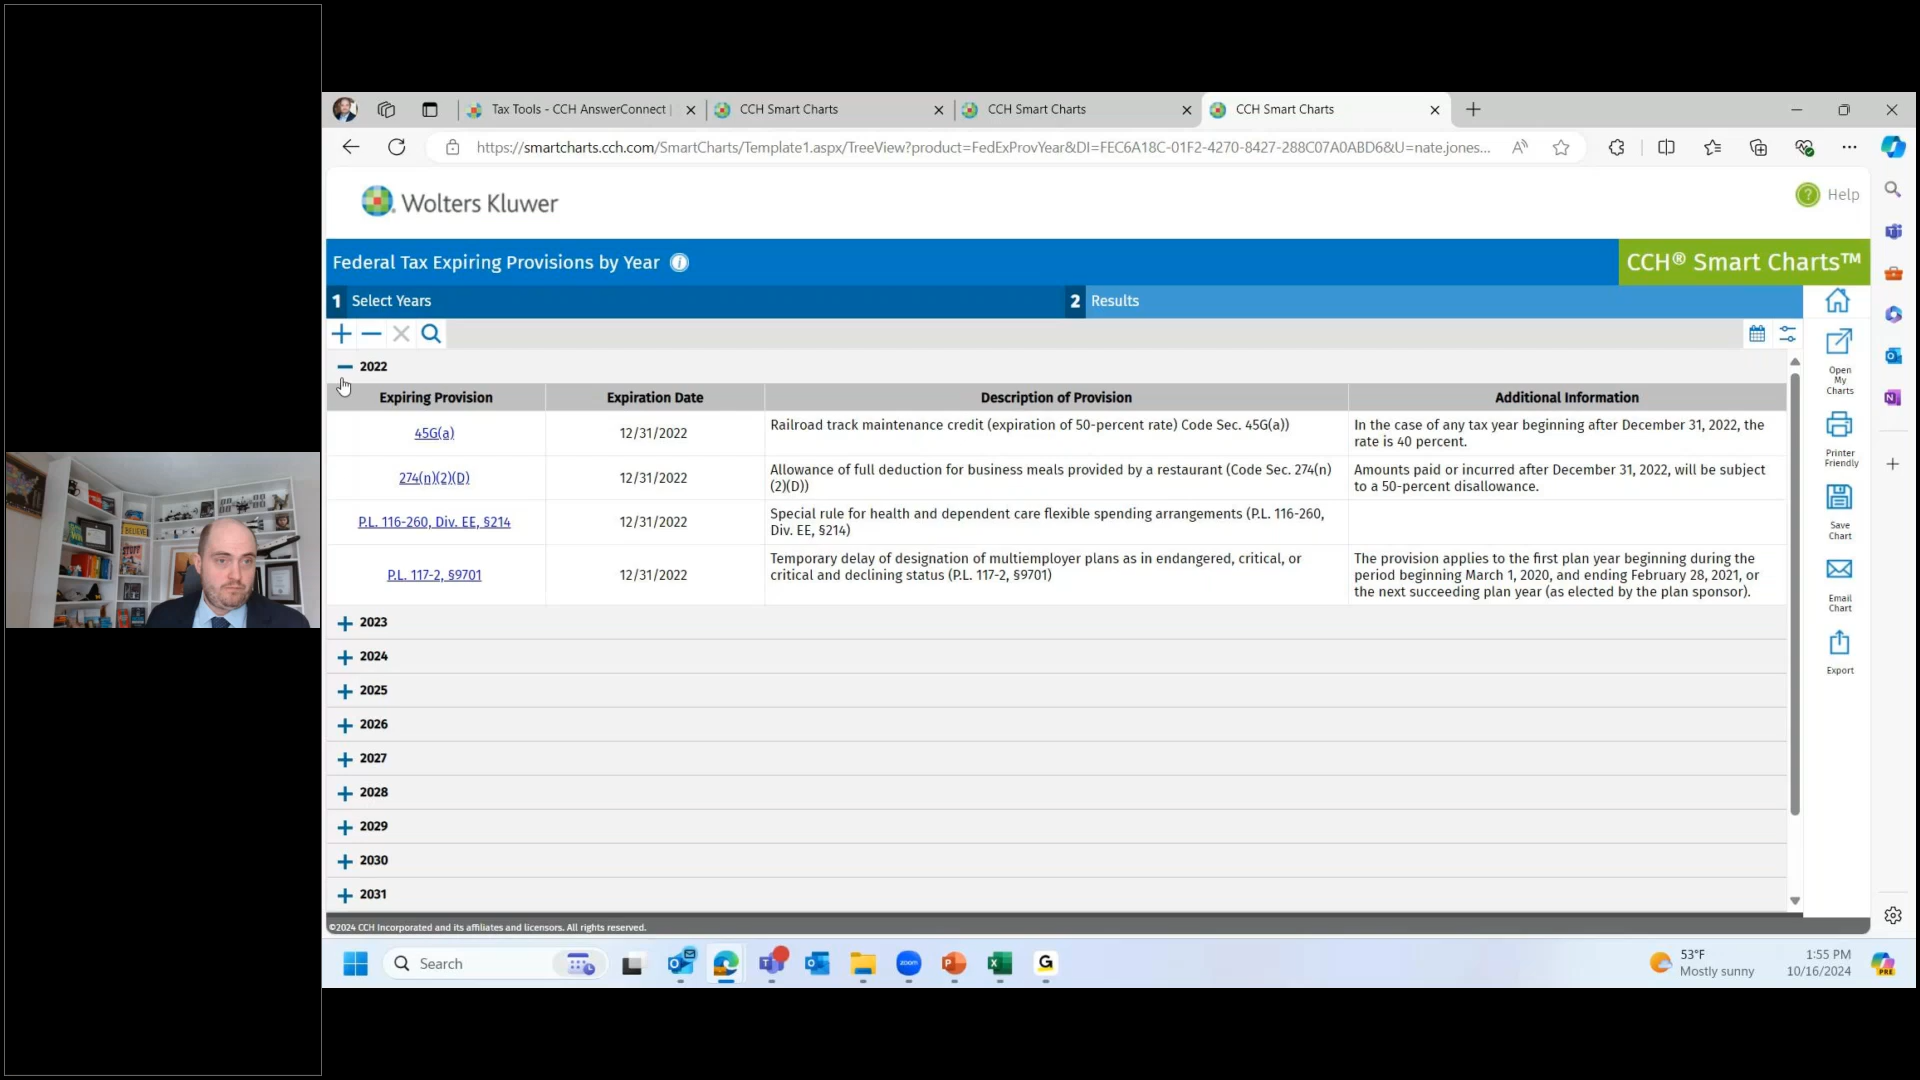 Tax Tools - CCH AnswerConnect
CCH Smart Charts
CCH Smart Charts
CCH Smart Charts
https://smartcharts.cch.com/SmartCharts/Template1.aspx/TreeView?product=FedExProvYear&DI=FEC6A18C-01F2-4270-8427-288C07A0ABD6&U=nate.jones...
Wolters Kluwer
Help
Federal Tax Expiring Provisions by Year
CCH® Smart Charts™
1 Select Years
2 Results
2022
Expiring Provision Expiration Date Description of Provision Additional Information
45G(a) 12/31/2022 Railroad track maintenance credit (expiration of 50-percent rate) Code Sec. 45G(a)) In the case of any tax year beginning after December 31, 2022, the
rate is 40 percent.
274(n)(2)(D) 12/31/2022 Allowance of full deduction for business meals provided by a restaurant (Code Sec. 274(n) Amounts paid or incurred after December 31, 2022, will be subject
(2)(D)) to a 50-percent disallowance.
P.L. 116-260, Div. EE, §214 12/31/2022 Special rule for health and dependent care flexible spending arrangements (P.L. 116-260,
Div. EE, §214)
P.L. 117-2, §9701 12/31/2022 Temporary delay of designation of multiemployer plans as in endangered, critical, or The provision applies to the first plan year beginning during the
critical and declining status (P.L. 117-2, §9701) period beginning March 1, 2020, and ending February 28, 2021, or
the next succeeding plan year (as elected by the plan sponsor).
2023
2024
2025
2026
2027
2028
2029
2030
2031
Open
My
Charts
Printer
Friendly
Save
Chart
Email
Chart
Export
©2024 CCH Incorporated and its affiliates and licensors. All rights reserved.
Search
zoom
G
53°F
Mostly sunny
1:55 PM
10/16/2024
PRE
BELIEVE
STUFF